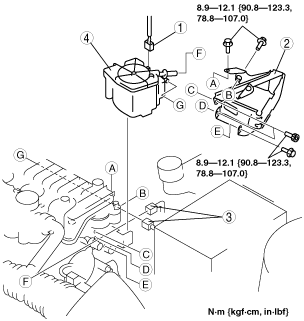 8.9—12.1 {90.8—123.3,
78.8—107.0}
1
4
F
2
A
C
B
G
D
E
8.9—12.1 {90.8—123.3,
78.8—107.0}
G
A
B
3
C
D
F
E
N·m {kgf·cm, in·lbf}